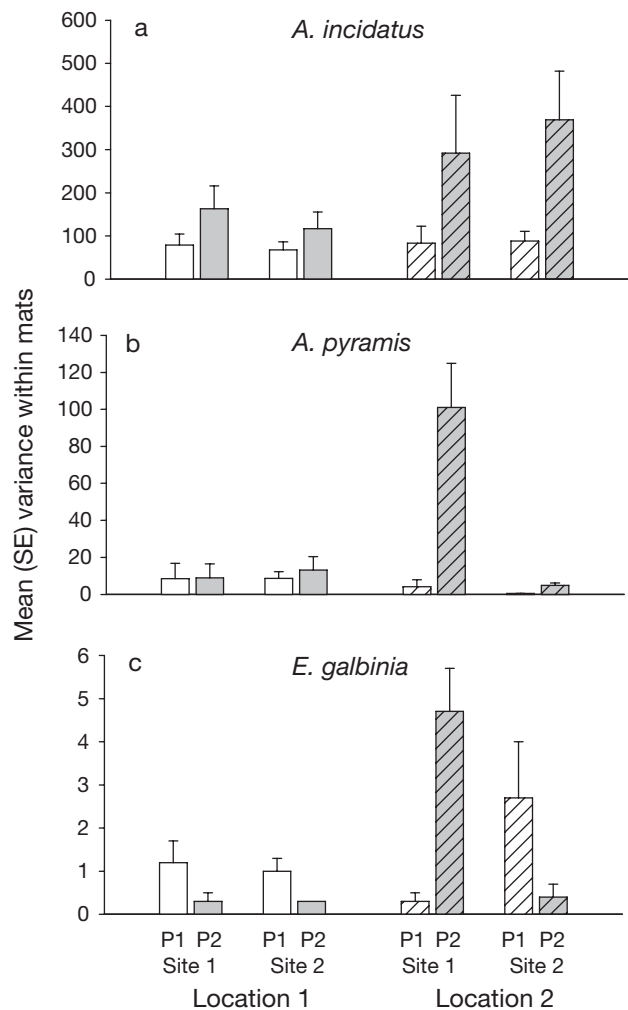 Mean (SE) variance within mats
a
A. incidatus
600
500
400
300
200
100
0
b
A. pyramis
140
120
100
80
60
40
20
0
c
E. galbinia
6
5
4
3
2
1
0
P1 P2 P1 P2 P1 P2 P1 P2
Site 1 Site 2 Site 1 Site 2
Location 1 Location 2